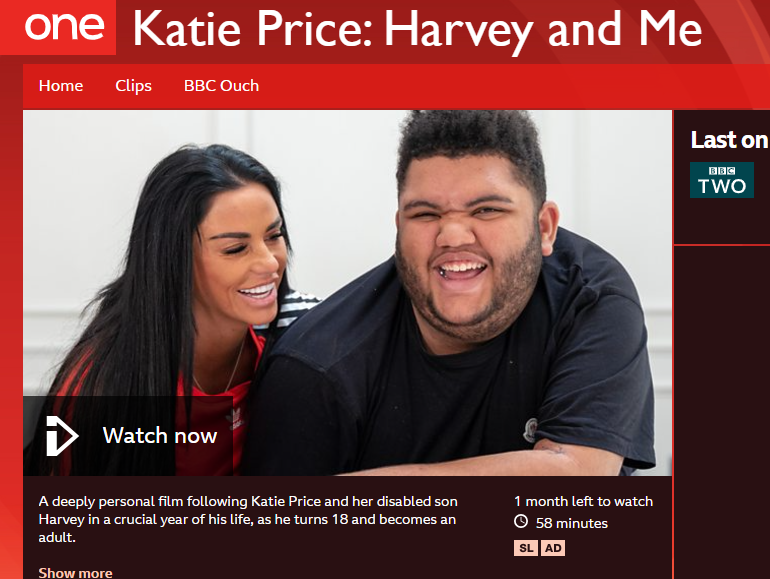 one
Katie Price: Harvey and Me
Home
Clips
BBC Ouch
Last on
BBC
TWO
Watch now
A deeply personal film following Katie Price and her disabled son
Harvey in a crucial year of his life, as he turns 18 and becomes an
adult.
Show more
1 month left to watch
58 minutes
SL AD